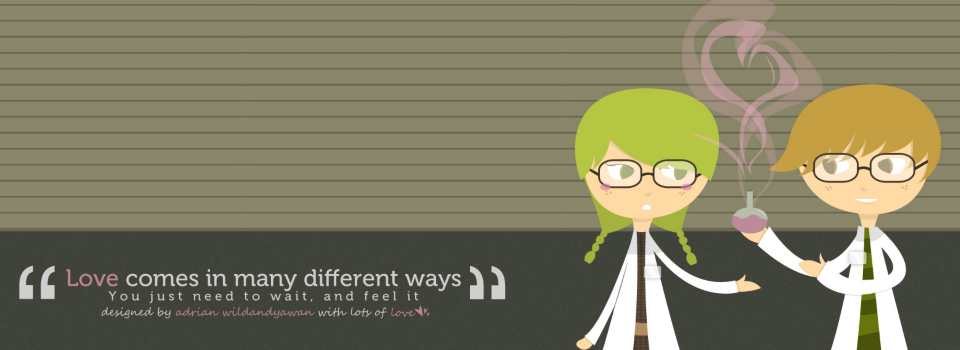 “Love comes in many different ways”
You just need to wait, and feel it
designed by adrian wildandyawan with lots of love